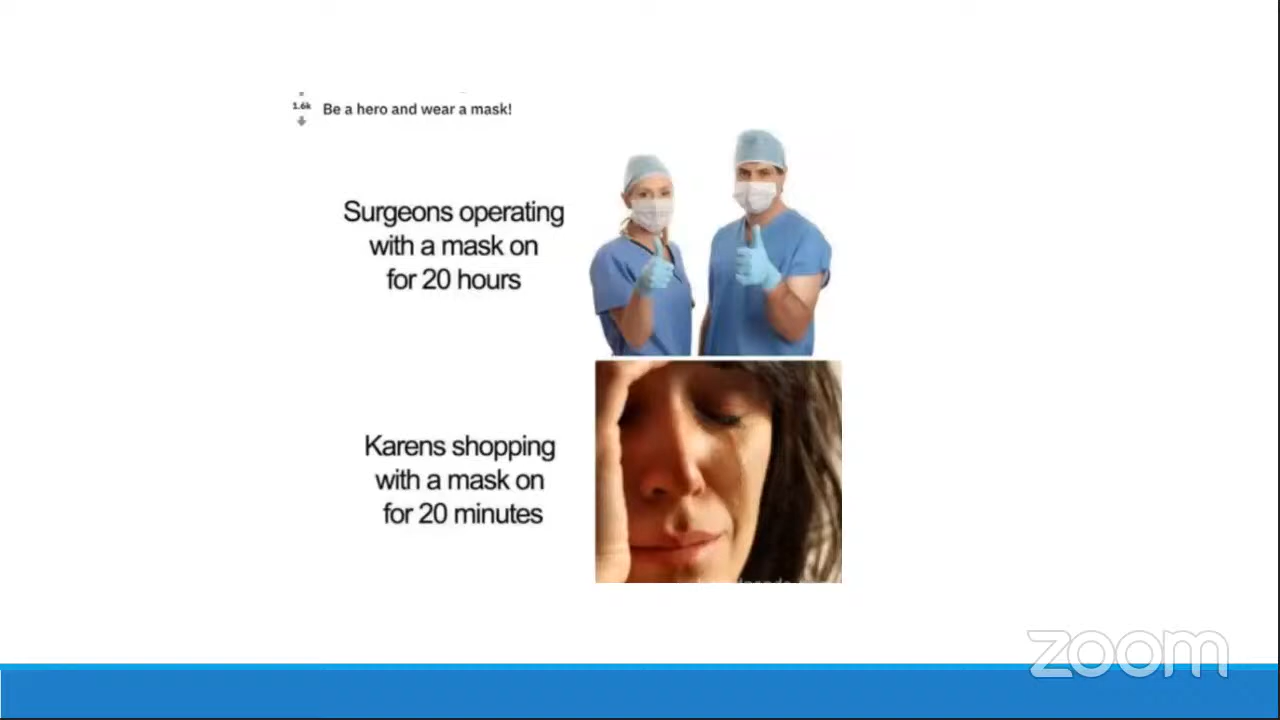 1.6k
Be a hero and wear a mask!
Surgeons operating
with a mask on
for 20 hours
Karens shopping
with a mask on
for 20 minutes
zoom